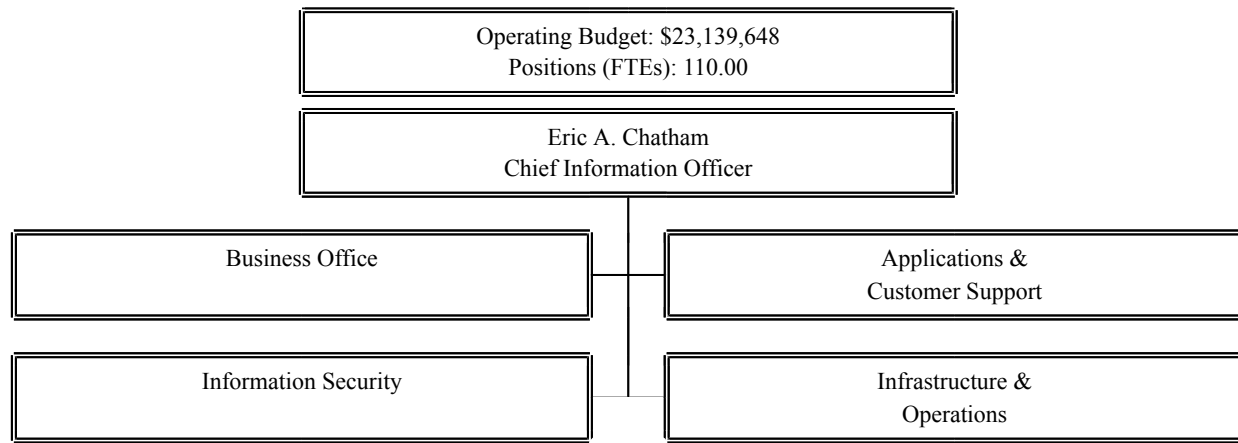 Operating Budget: $23,139,648
Positions (FTEs): 110.00
Eric A. Chatham
Chief Information Officer
Business Office
Applications &
Customer Support
Information Security
Infrastructure &
Operations